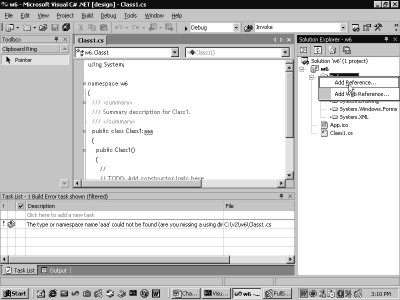 w6 - Microsoft Visual C# .NET [design] - Class1.cs
File Edit View Project Build Debug Tools Window Help
Debug
Invoke
Toolbox
Clipboard Ring
Pointer
Class1.cs
w6.Class1
Class1()
using System;
namespace w6
{
/// <summary>
/// Summary description for Class1.
/// </summary>
public class Class1:aaa
{
public Class1()
{
//
// TODO: Add constructor logic here
Solution Explorer - w6
Solution 'w6' (1 project)
w6
Add Reference...
Add Web Reference...
System.Drawing
System.Windows.Forms
System.XML
App.ico
Class1.cs
Task List - 1 Build Error task shown (filtered)
! Description File
Click here to add a new task
! The type or namespace name 'aaa' could not be found (are you missing a using dir C:\v2\w6\Class1.cs
Task List Output
Ready
Start
Cha...
Visu...
w6 - ...
FullS...
3:10 PM